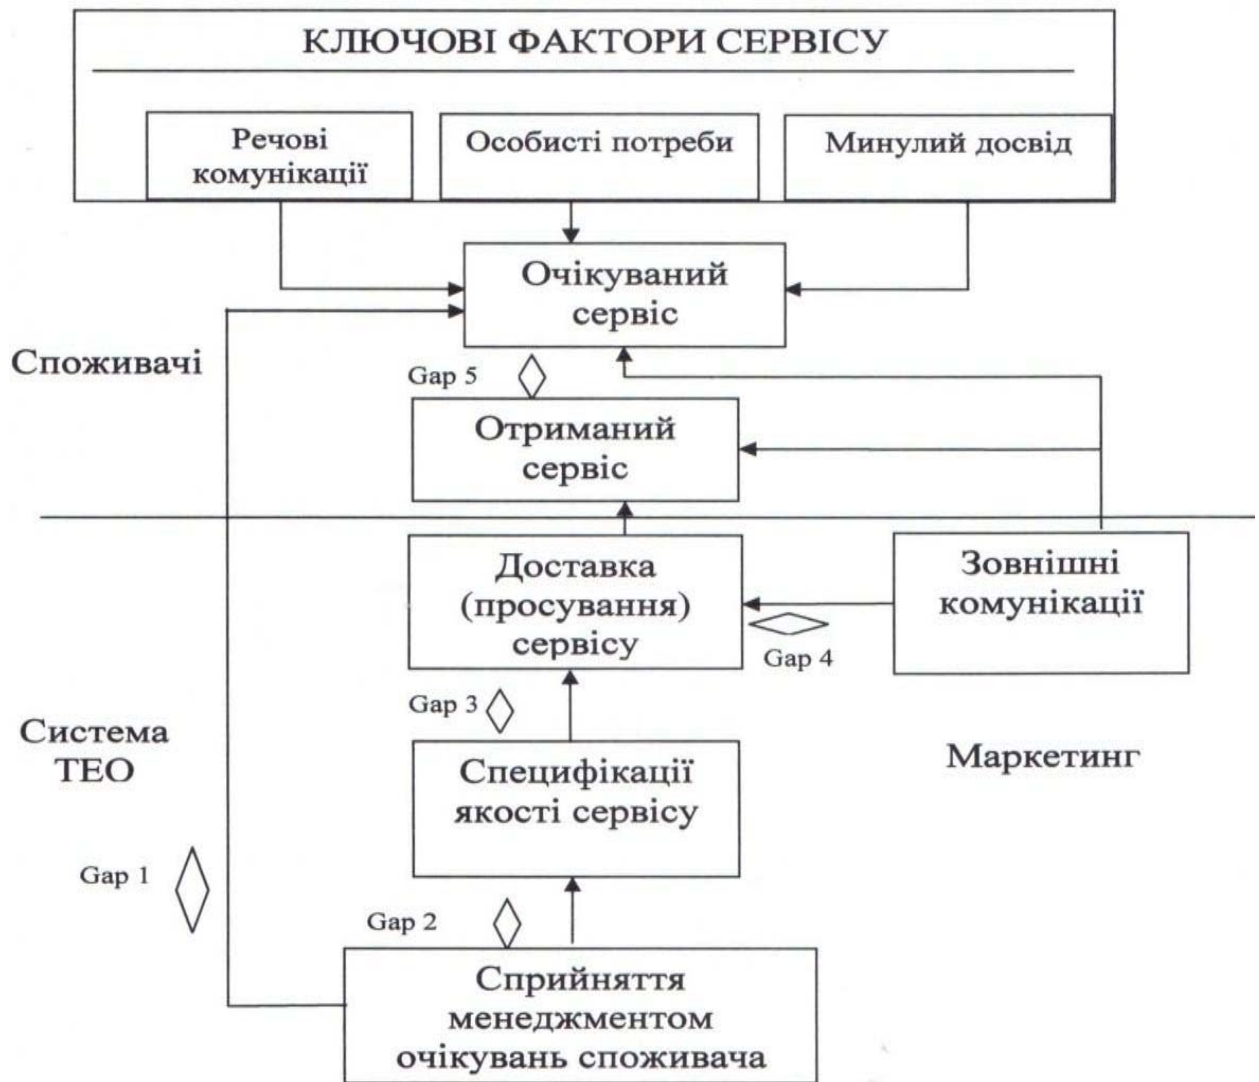 КЛЮЧОВІ ФАКТОРИ СЕРВІСУ
Речові
комунікації
Особисті потреби
Минулий досвід
Очікуваний
сервіс
Споживачі
Gap 5
Отриманий
сервіс
Доставка
(просування)
сервісу
Зовнішні
комунікації
Gap 4
Gap 3
Система
ТЕО
Специфікації
якості сервісу
Маркетинг
Gap 1
Gap 2
Сприйняття
менеджментом
очікувань споживача